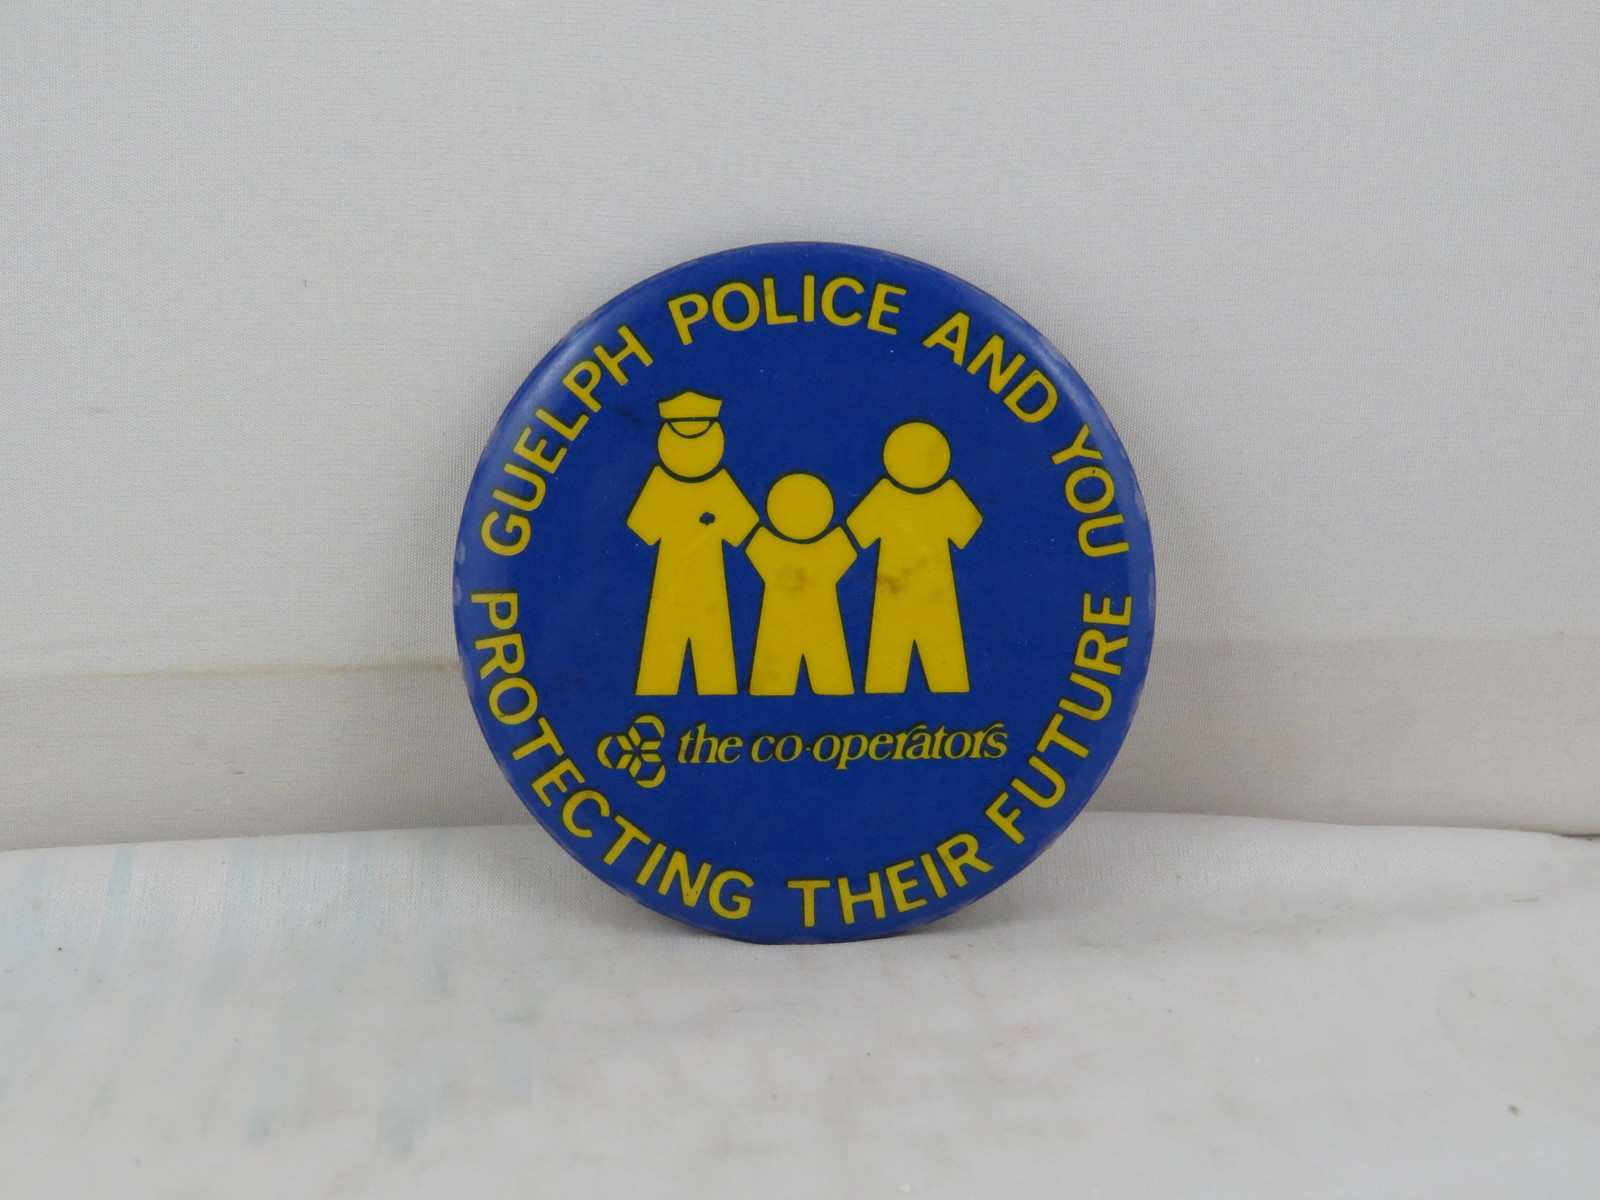 GUELPH POLICE AND YOU
the co-operators
PROTECTING THEIR FUTURE